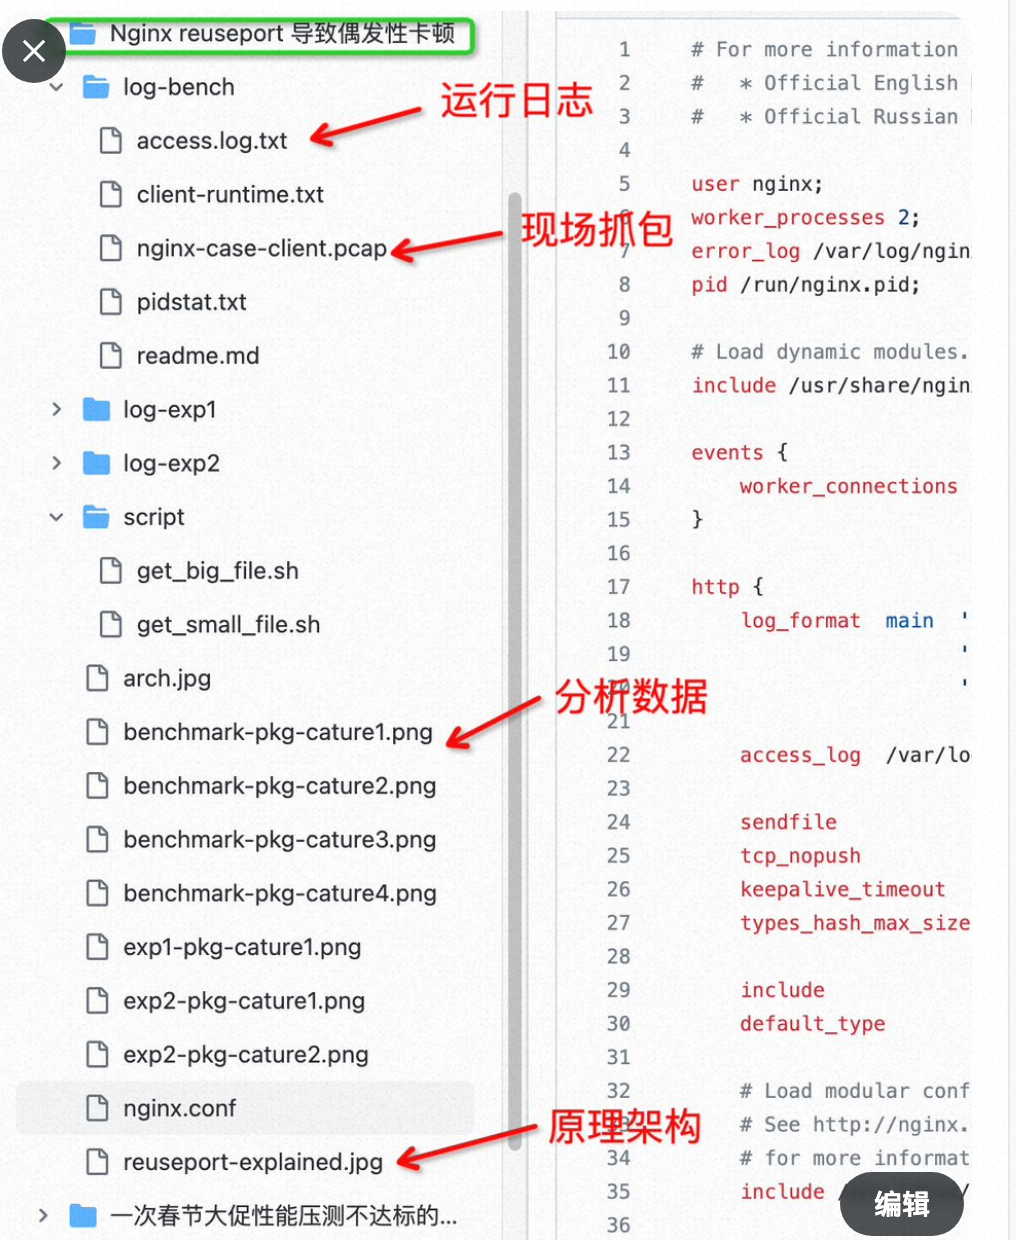 Nginx reuseport 导致偶发性卡顿
log-bench
运行日志
access.log.txt
client-runtime.txt
现场抓包
nginx-case-client.pcap
pidstat.txt
readme.md
log-exp1
log-exp2
script
get_big_file.sh
get_small_file.sh
arch.jpg
分析数据
benchmark-pkg-cature1.png
benchmark-pkg-cature2.png
benchmark-pkg-cature3.png
benchmark-pkg-cature4.png
exp1-pkg-cature1.png
exp2-pkg-cature1.png
exp2-pkg-cature2.png
nginx.conf
原理架构
reuseport-explained.jpg
一次春节大促性能压测不达标的...
1 # For more information
2 # * Official English
3 # * Official Russian
4
5 user nginx;
6 worker_processes 2;
7 error_log /var/log/ngin
8 pid /run/nginx.pid;
9
10 # Load dynamic modules.
11 include /usr/share/ngin
12
13 events {
14 worker_connections
15 }
16
17 http {
18 log_format main '
19 '
20 '
21
22 access_log /var/lo
23
24 sendfile
25 tcp_nopush
26 keepalive_timeout
27 types_hash_max_size
28
29 include
30 default_type
31
32 # Load modular conf
33 # See http://nginx.
34 # for more informat
35 include /
36
编辑